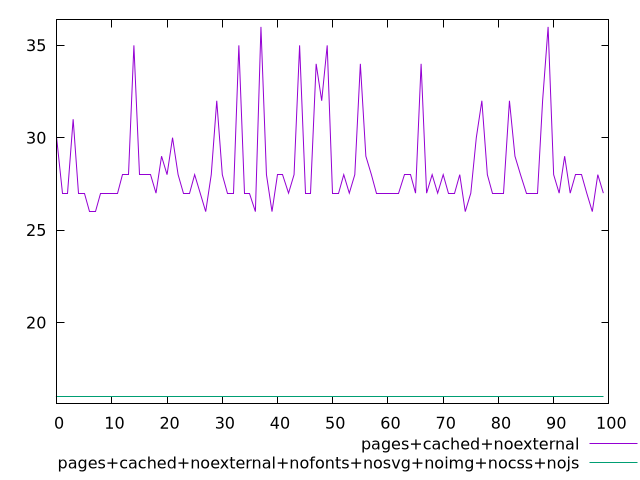 35
30
25
20
0 10 20 30 40 50 60 70 80 90 100
pages+cached+noexternal
pages+cached+noexternal+nofonts+nosvg+noimg+nocss+nojs